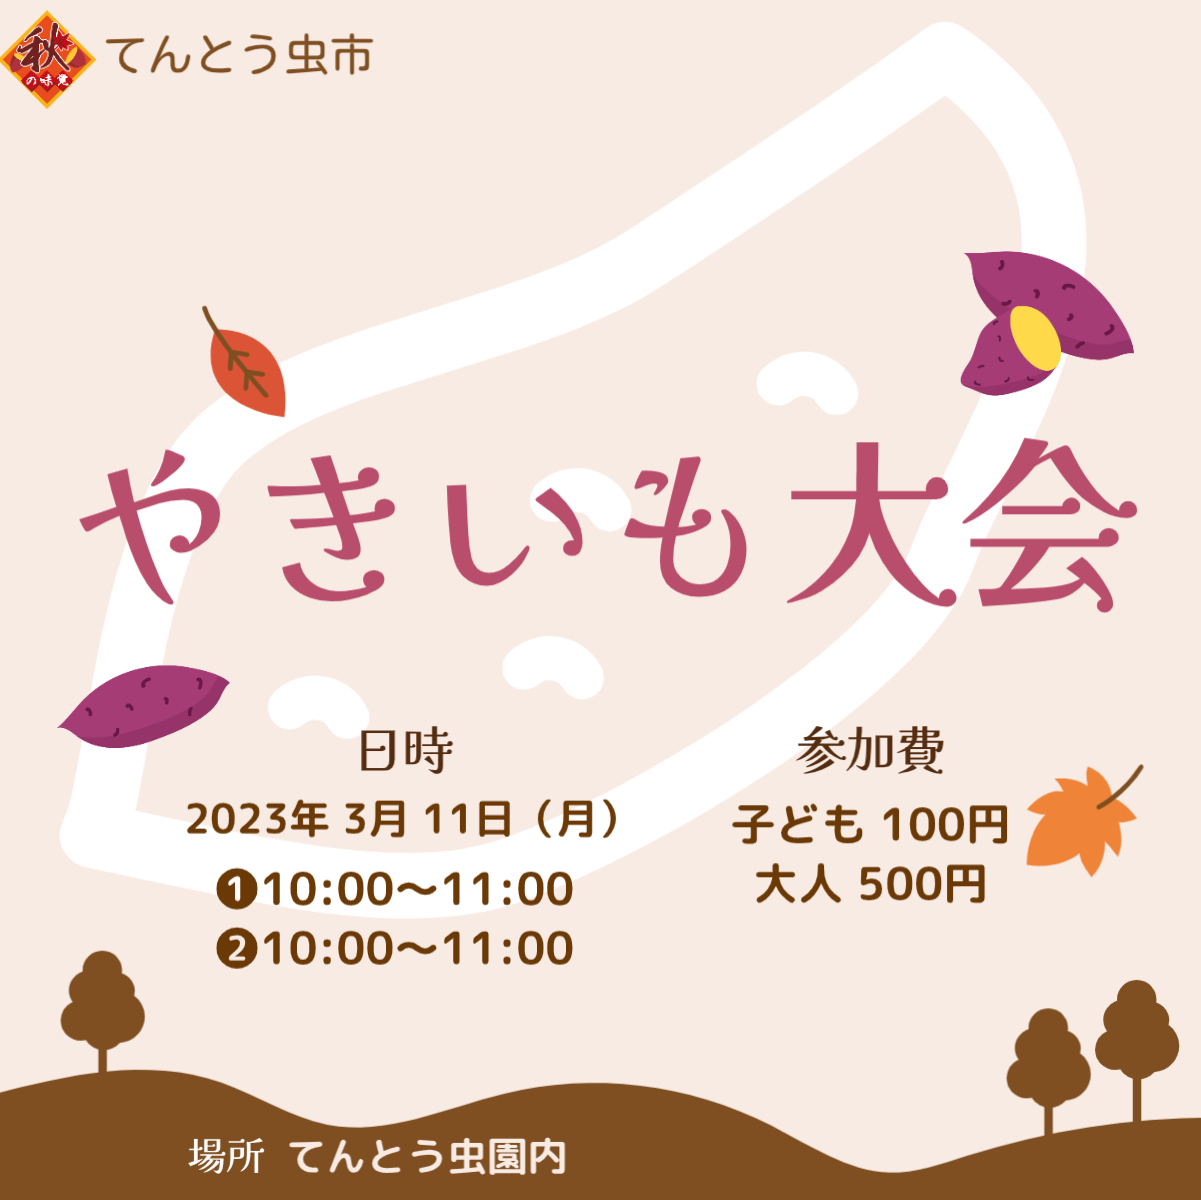 秋
の味覚
てんとう虫市
やきいも大会
日時
2023年 3月 11日（月）
❶10:00〜11:00
❷10:00〜11:00
参加費
子ども 100円
大人 500円
場所 てんとう虫園内